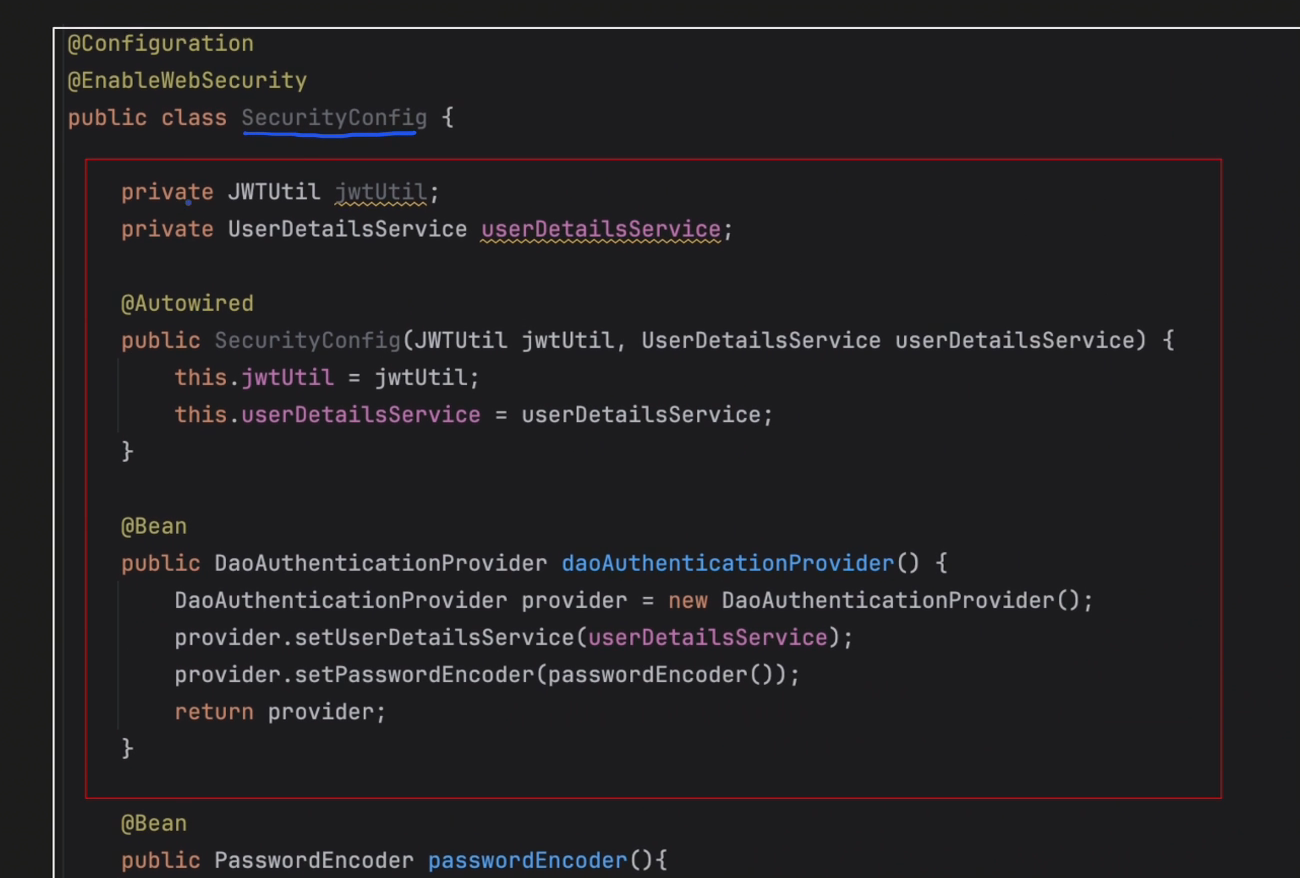 @Configuration
@EnableWebSecurity
public class SecurityConfig {
private JWTUtil jwtUtil;
private UserDetailsService userDetailsService;
@Autowired
public SecurityConfig(JWTUtil jwtUtil, UserDetailsService userDetailsService) {
this.jwtUtil = jwtUtil;
this.userDetailsService = userDetailsService;
}
@Bean
public DaoAuthenticationProvider daoAuthenticationProvider() {
DaoAuthenticationProvider provider = new DaoAuthenticationProvider();
provider.setUserDetailsService(userDetailsService);
provider.setPasswordEncoder(passwordEncoder());
return provider;
}
@Bean
public PasswordEncoder passwordEncoder(){